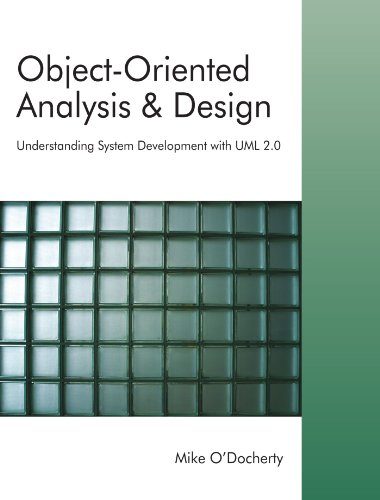 Object-Oriented
Analysis & Design
Understanding System Development with UML 2.0
Mike O'Docherty